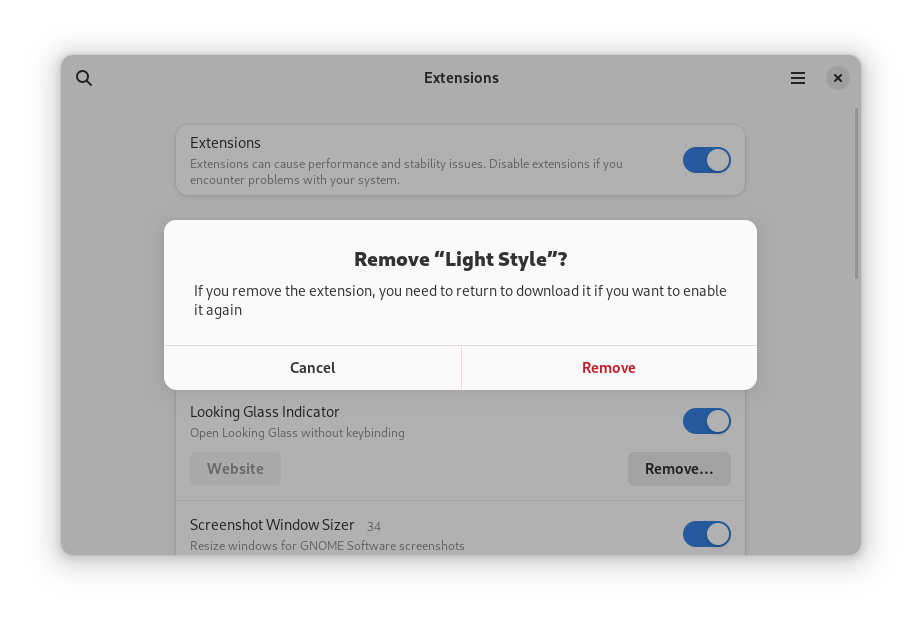 Extensions
Extensions
Extensions can cause performance and stability issues. Disable extensions if you
encounter problems with your system.
Remove “Light Style”?
If you remove the extension, you need to return to download it if you want to enable
it again
Cancel
Remove
Looking Glass Indicator
Open Looking Glass without keybinding
Website
Remove…
Screenshot Window Sizer 34
Resize windows for GNOME Software screenshots